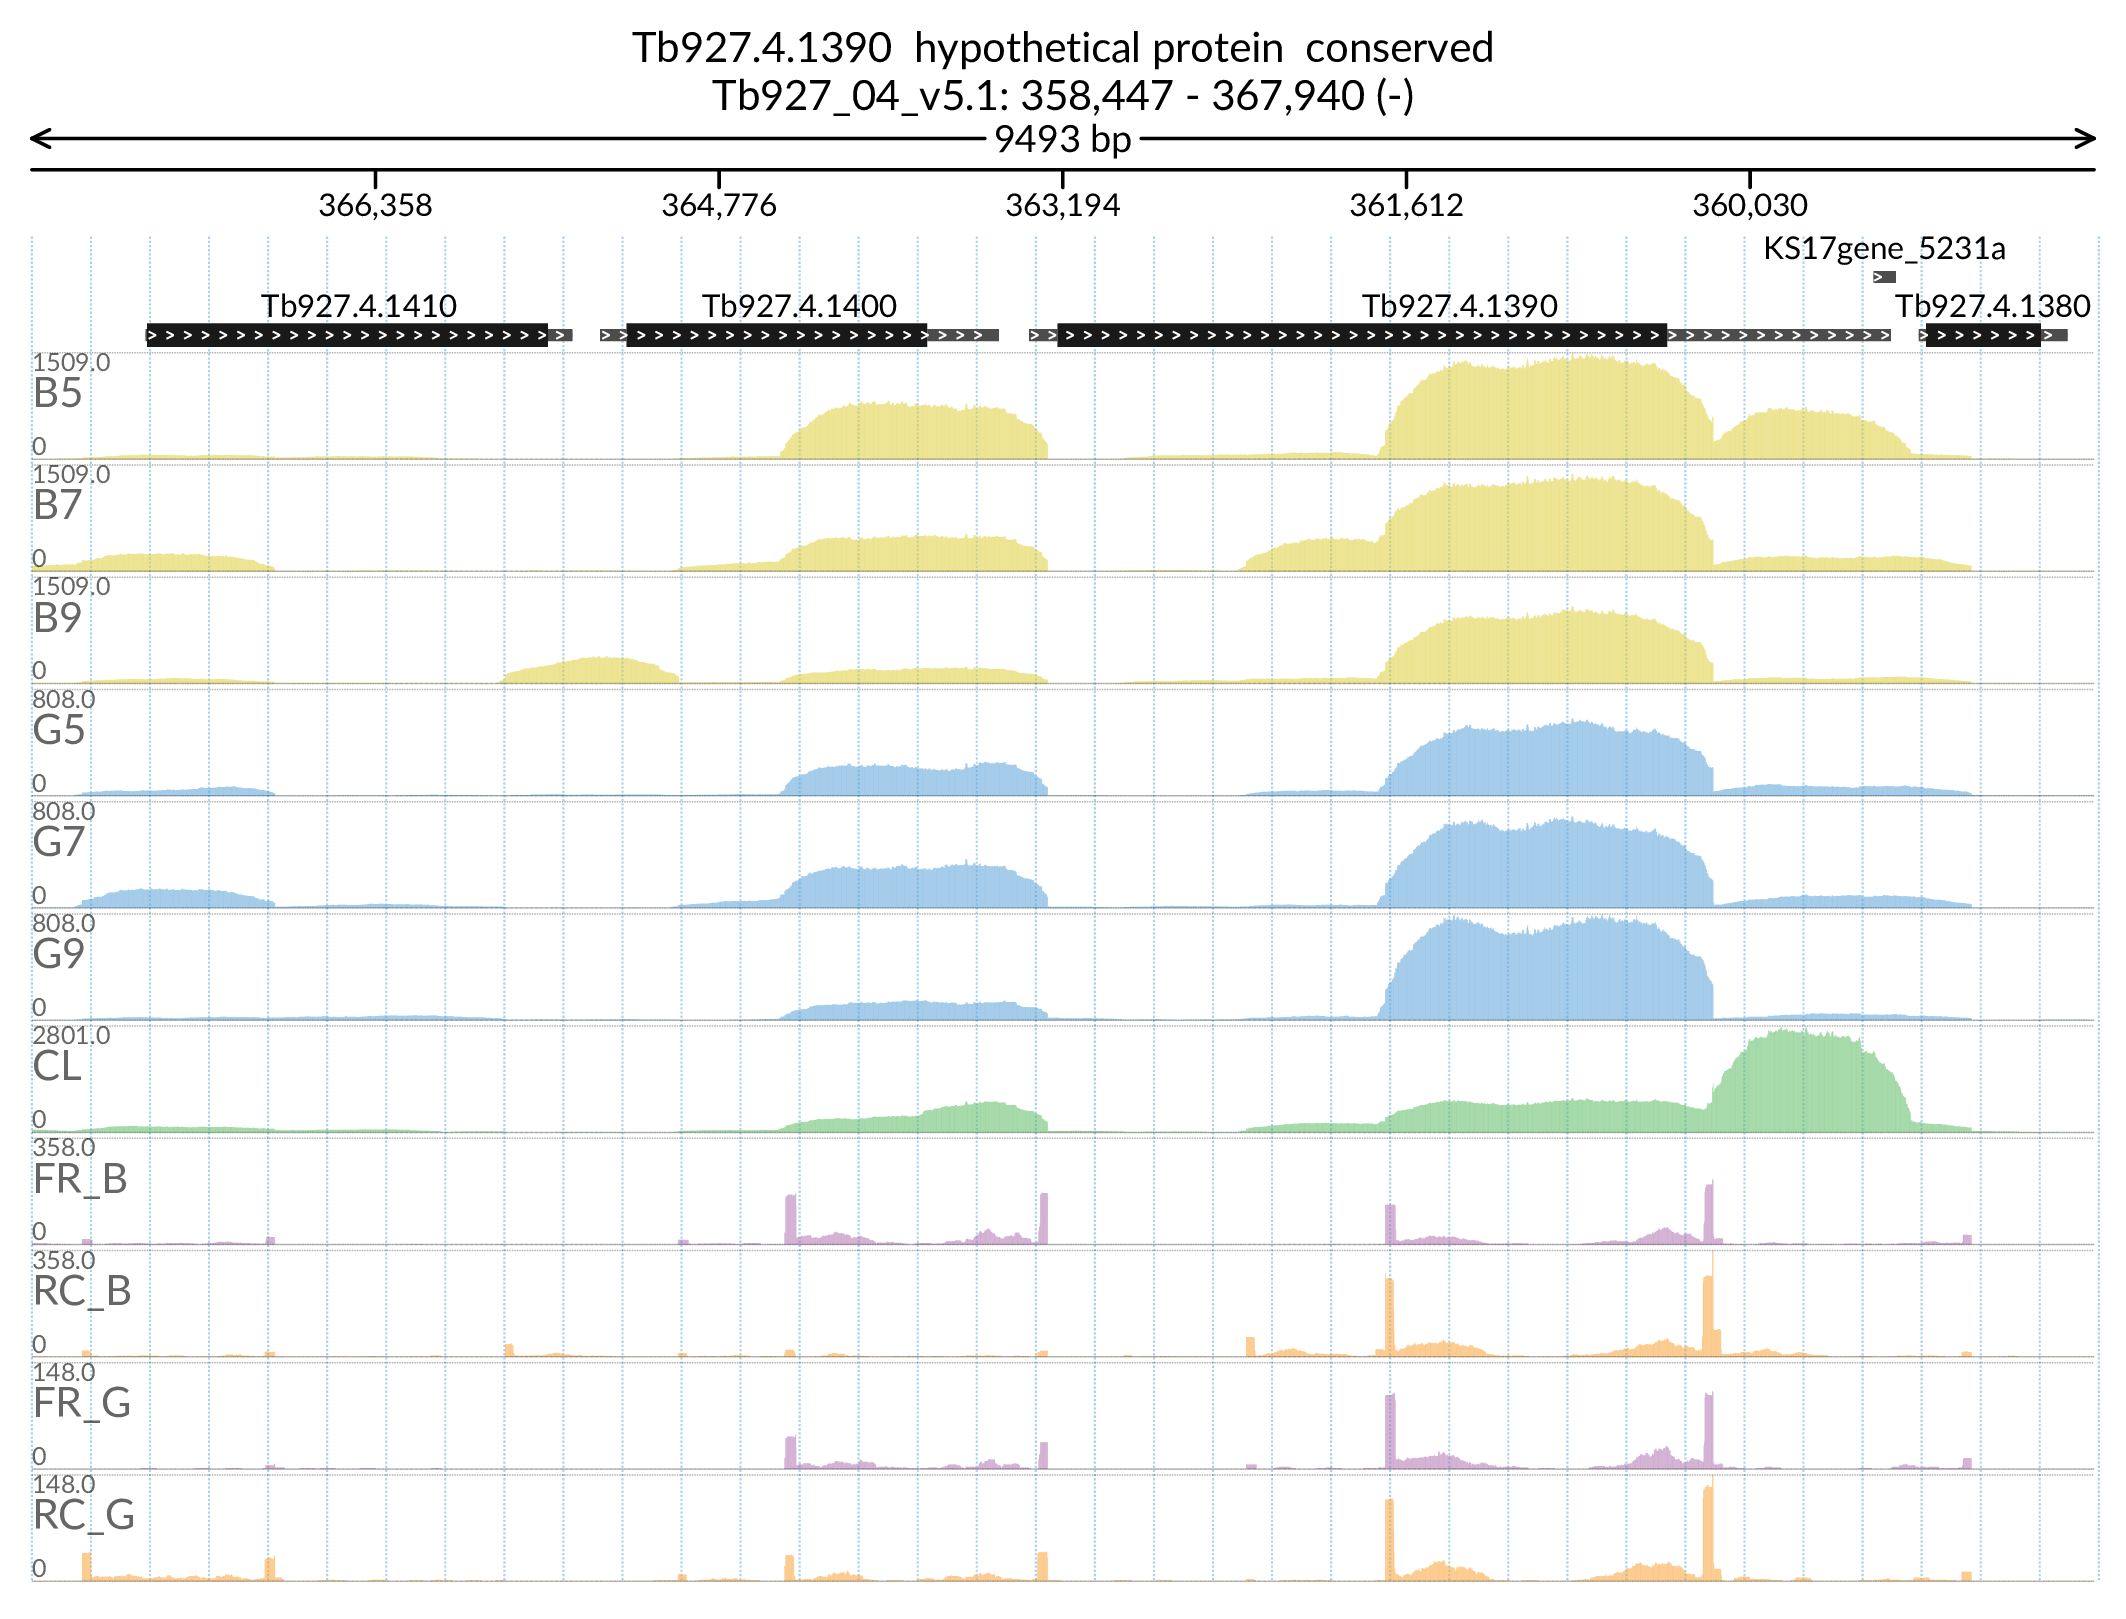 Tb927.4.1390  hypothetical protein  conserved
Tb927_04_v5.1: 358,447 - 367,940 (-)
9493 bp
366,358 364,776 363,194 361,612 360,030
KS17gene_5231a
Tb927.4.1410 Tb927.4.1400 Tb927.4.1390 Tb927.4.1380
1509.0
B5
0
1509.0
B7
0
1509.0
B9
0
808.0
G5
0
808.0
G7
0
808.0
G9
0
2801.0
CL
0
358.0
FR_B
0
358.0
RC_B
0
148.0
FR_G
0
148.0
RC_G
0